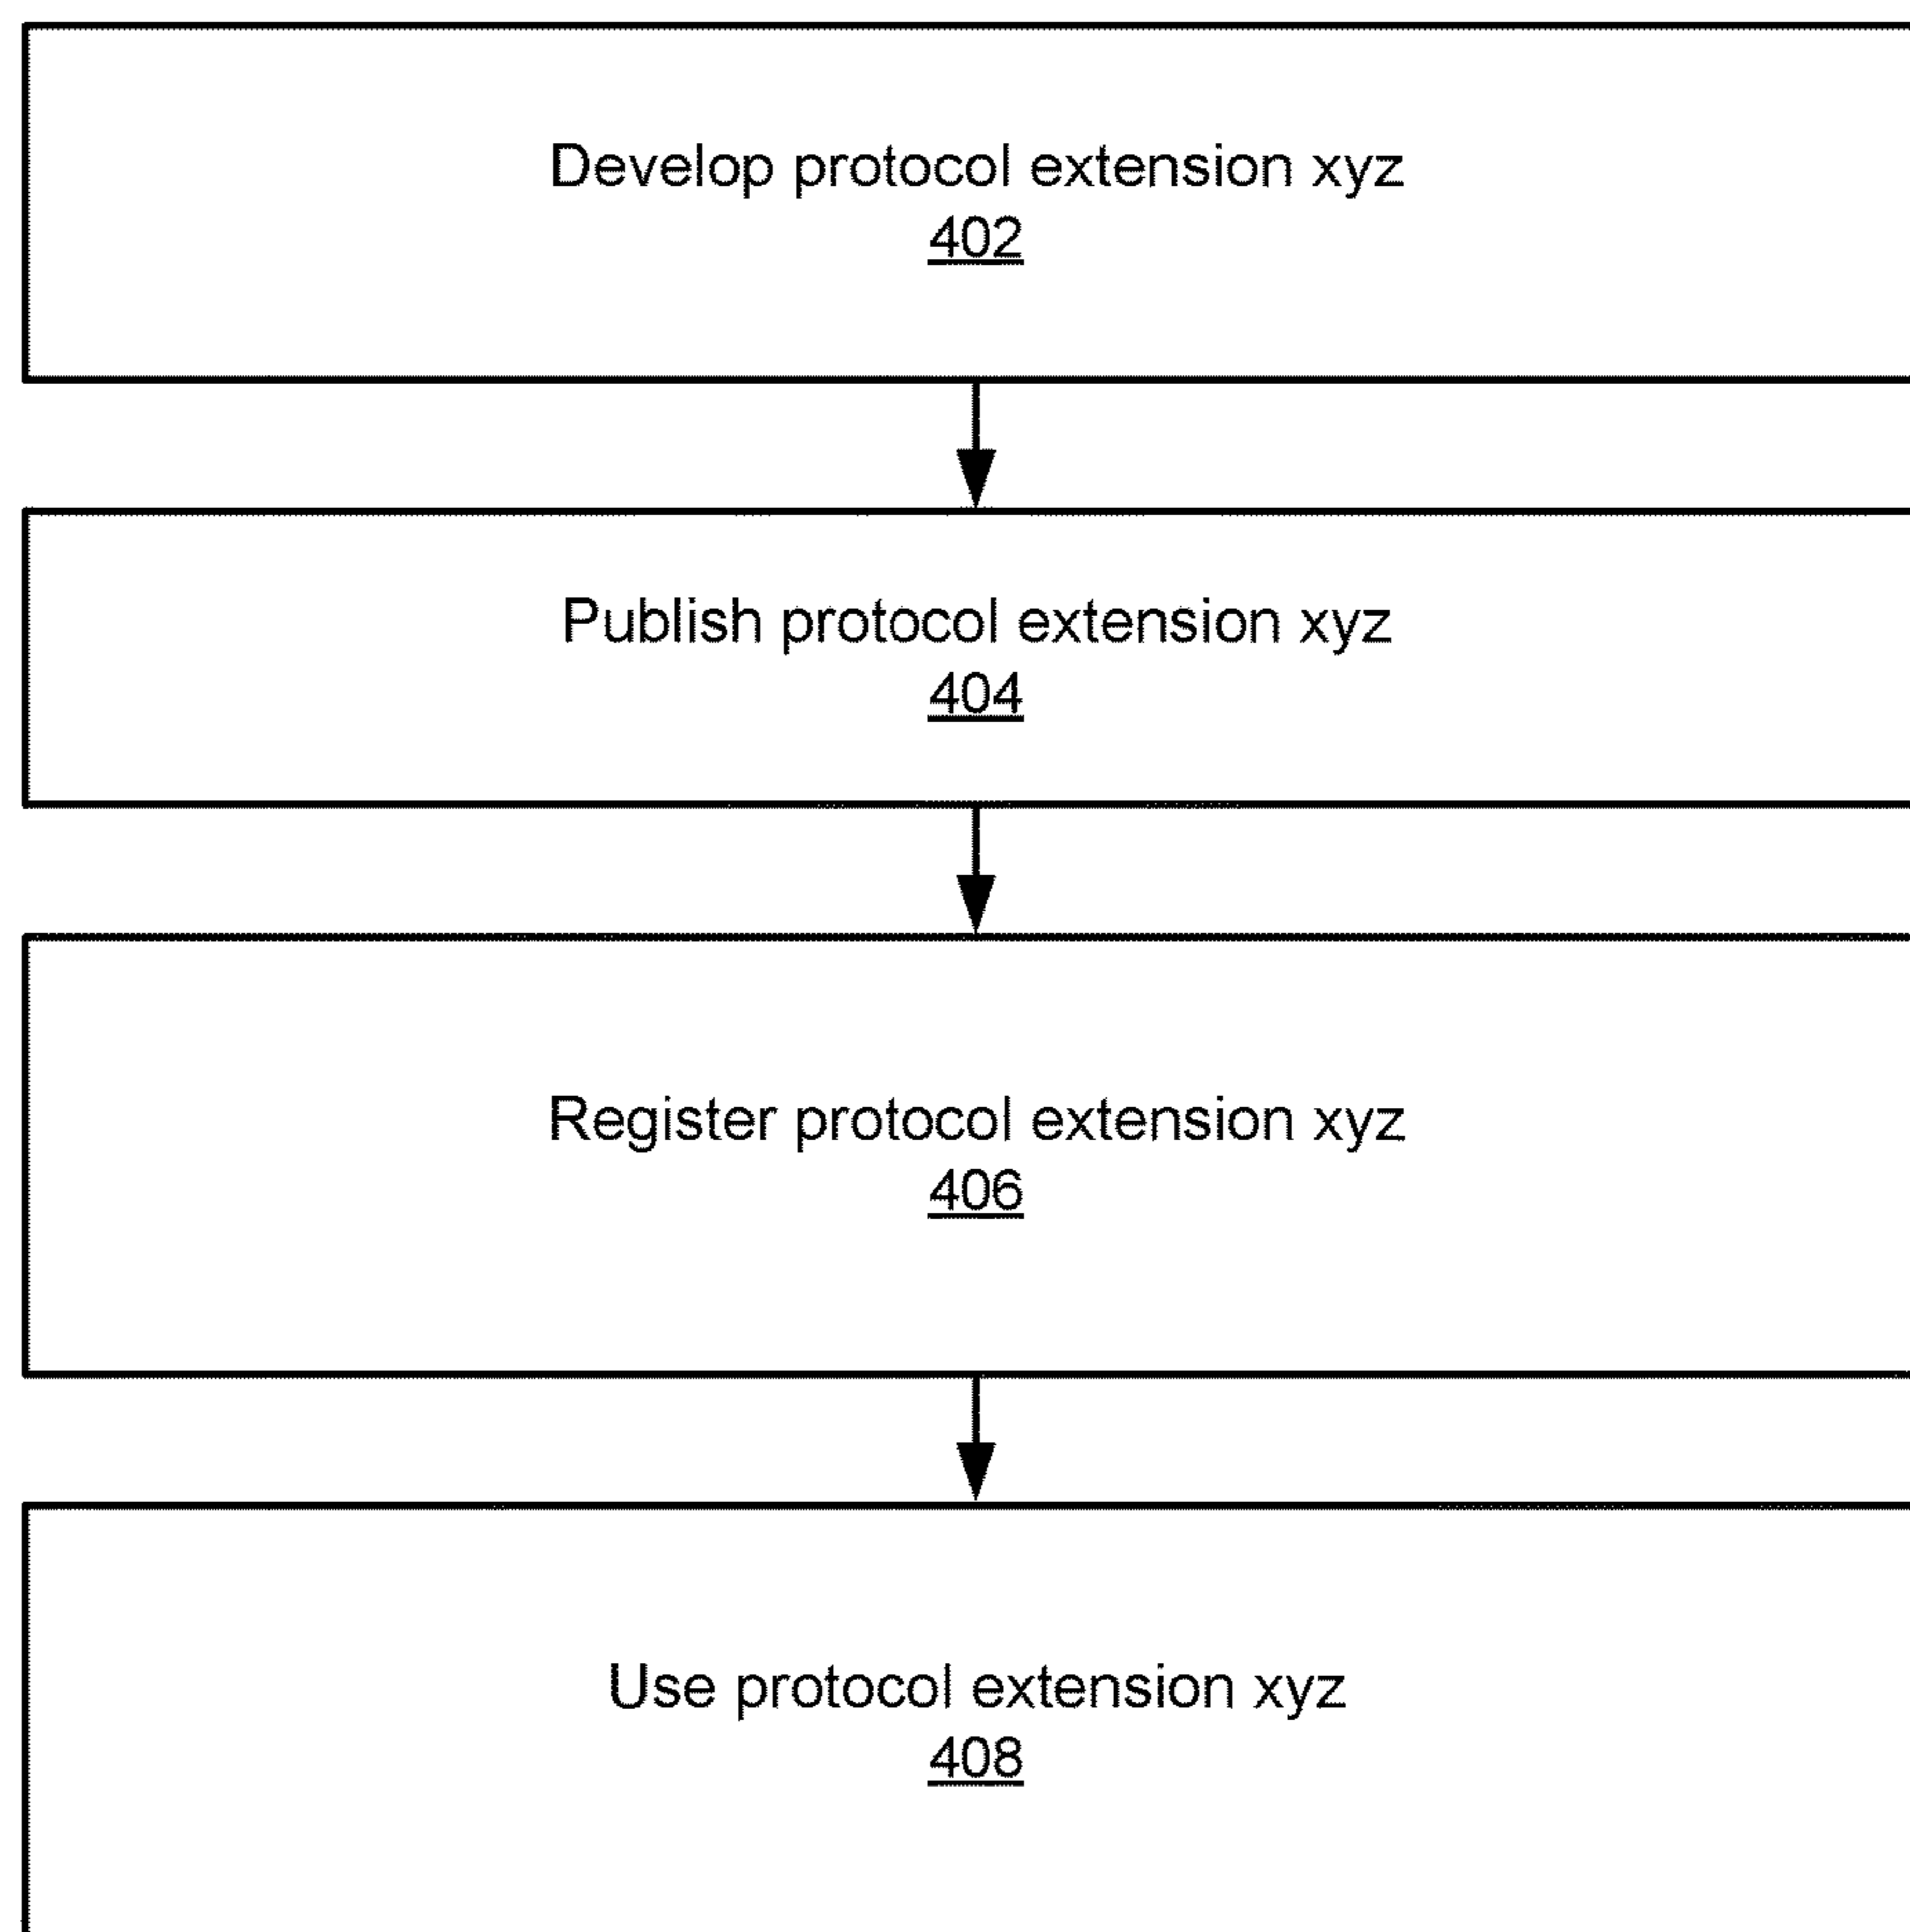 Develop protocol extension xyz
402
Publish protocol extension xyz
404
Register protocol extension xyz
406
Use protocol extension xyz
408